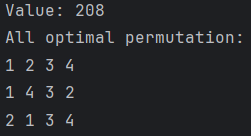 Value: 208
All optimal permutation:
1 2 3 4
1 4 3 2
2 1 3 4